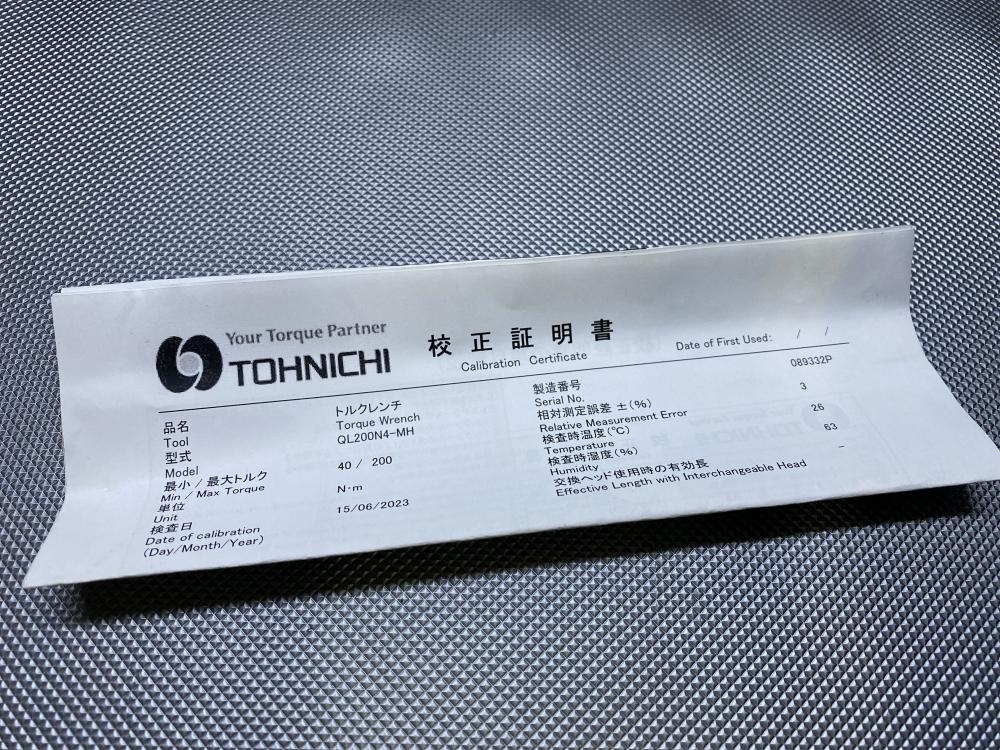 Your Torque Partner
TOHNICHI
校正証明書
Calibration Certificate
Date of First Used: / /
品名
Tool
トルクレンチ
Torque Wrench
型式
Model
QL200N4-MH
最小 / 最大トルク
Min / Max Torque
40 / 200
単位
Unit
N・m
検査日
Date of calibration
(Day/Month/Year)
15/06/2023
製造番号
Serial No.
089332P
相対測定誤差 ±(%)
Relative Measurement Error
3
検査時温度(℃)
Temperature
26
検査時湿度(%)
Humidity
63
交換ヘッド使用時の有効長
Effective Length with Interchangeable Head
-